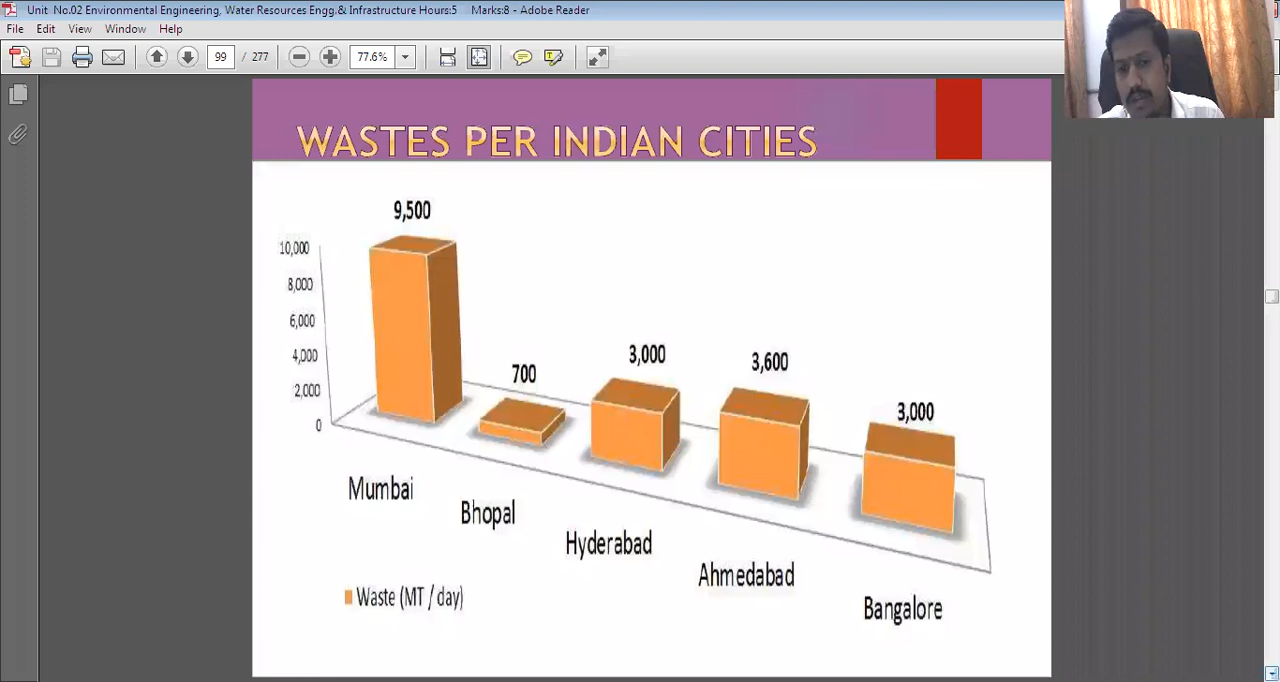 Unit No.02 Environmental Engineering, Water Resources Engg.& Infrastructure Hours:5 Marks:8 - Adobe Reader
File Edit View Window Help
99 / 277 77.6%
WASTES PER INDIAN CITIES
9,500
10,000
8,000
6,000
4,000
2,000
0
700
3,000
3,600
3,000
Mumbai
Bhopal
Hyderabad
Ahmedabad
Bangalore
Waste (MT / day)